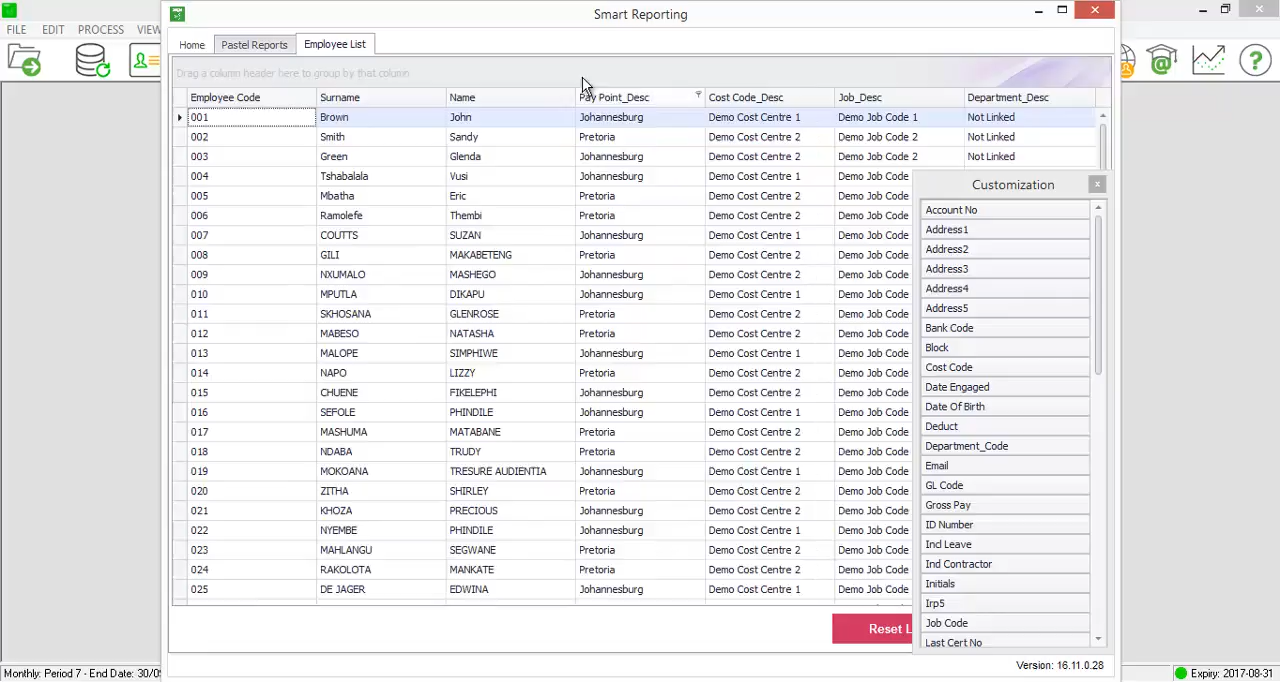 Smart Reporting
FILE EDIT PROCESS VIEW
Home Pastel Reports Employee List
Drag a column header here to group by that column
Employee Code Surname Name Pay Point_Desc Cost Code_Desc Job_Desc Department_Desc
001 Brown John Johannesburg Demo Cost Centre 1 Demo Job Code 1 Not Linked
002 Smith Sandy Pretoria Demo Cost Centre 2 Demo Job Code 2 Not Linked
003 Green Glenda Johannesburg Demo Cost Centre 2 Demo Job Code 2 Not Linked
004 Tshabalala Vusi Johannesburg Demo Cost Centre 1 Demo Job Code
005 Mbatha Eric Pretoria Demo Cost Centre 2 Demo Job Code
006 Ramolefe Thembi Pretoria Demo Cost Centre 2 Demo Job Code
007 COUTTS SUZAN Johannesburg Demo Cost Centre 1 Demo Job Code
008 GILI MAKABETENG Pretoria Demo Cost Centre 2 Demo Job Code
009 NXUMALO MASHEGO Johannesburg Demo Cost Centre 2 Demo Job Code
010 MPUTLA DIKAPU Johannesburg Demo Cost Centre 1 Demo Job Code
011 SKHOSANA GLENROSE Pretoria Demo Cost Centre 2 Demo Job Code
012 MABESO NATASHA Pretoria Demo Cost Centre 2 Demo Job Code
013 MALOPE SIMPHIWE Johannesburg Demo Cost Centre 1 Demo Job Code
014 NAPO LIZZY Pretoria Demo Cost Centre 2 Demo Job Code
015 CHUENE FIKELEPHI Johannesburg Demo Cost Centre 2 Demo Job Code
016 SEFOLE PHINDILE Johannesburg Demo Cost Centre 1 Demo Job Code
017 MASHUMA MATABANE Pretoria Demo Cost Centre 2 Demo Job Code
018 NDABA TRUDY Pretoria Demo Cost Centre 2 Demo Job Code
019 MOKOANA TRESURE AUDIENTIA Johannesburg Demo Cost Centre 1 Demo Job Code
020 ZITHA SHIRLEY Pretoria Demo Cost Centre 2 Demo Job Code
021 KHOZA PRECIOUS Johannesburg Demo Cost Centre 2 Demo Job Code
022 NYEMBE PHINDILE Johannesburg Demo Cost Centre 1 Demo Job Code
023 MAHLANGU SEGWANE Pretoria Demo Cost Centre 2 Demo Job Code
024 RAKOLOTA MANKATE Pretoria Demo Cost Centre 2 Demo Job Code
025 DE JAGER EDWINA Johannesburg Demo Cost Centre 1 Demo Job Code
Customization
Account No
Address1
Address2
Address3
Address4
Address5
Bank Code
Block
Cost Code
Date Engaged
Date Of Birth
Deduct
Department_Code
Email
GL Code
Gross Pay
ID Number
Incl Leave
Ind Contractor
Initials
Irp5
Job Code
Last Cert No
Reset L
Version: 16.11.0.28
Monthly: Period 7 - End Date: 30/0
Expiry: 2017-08-31